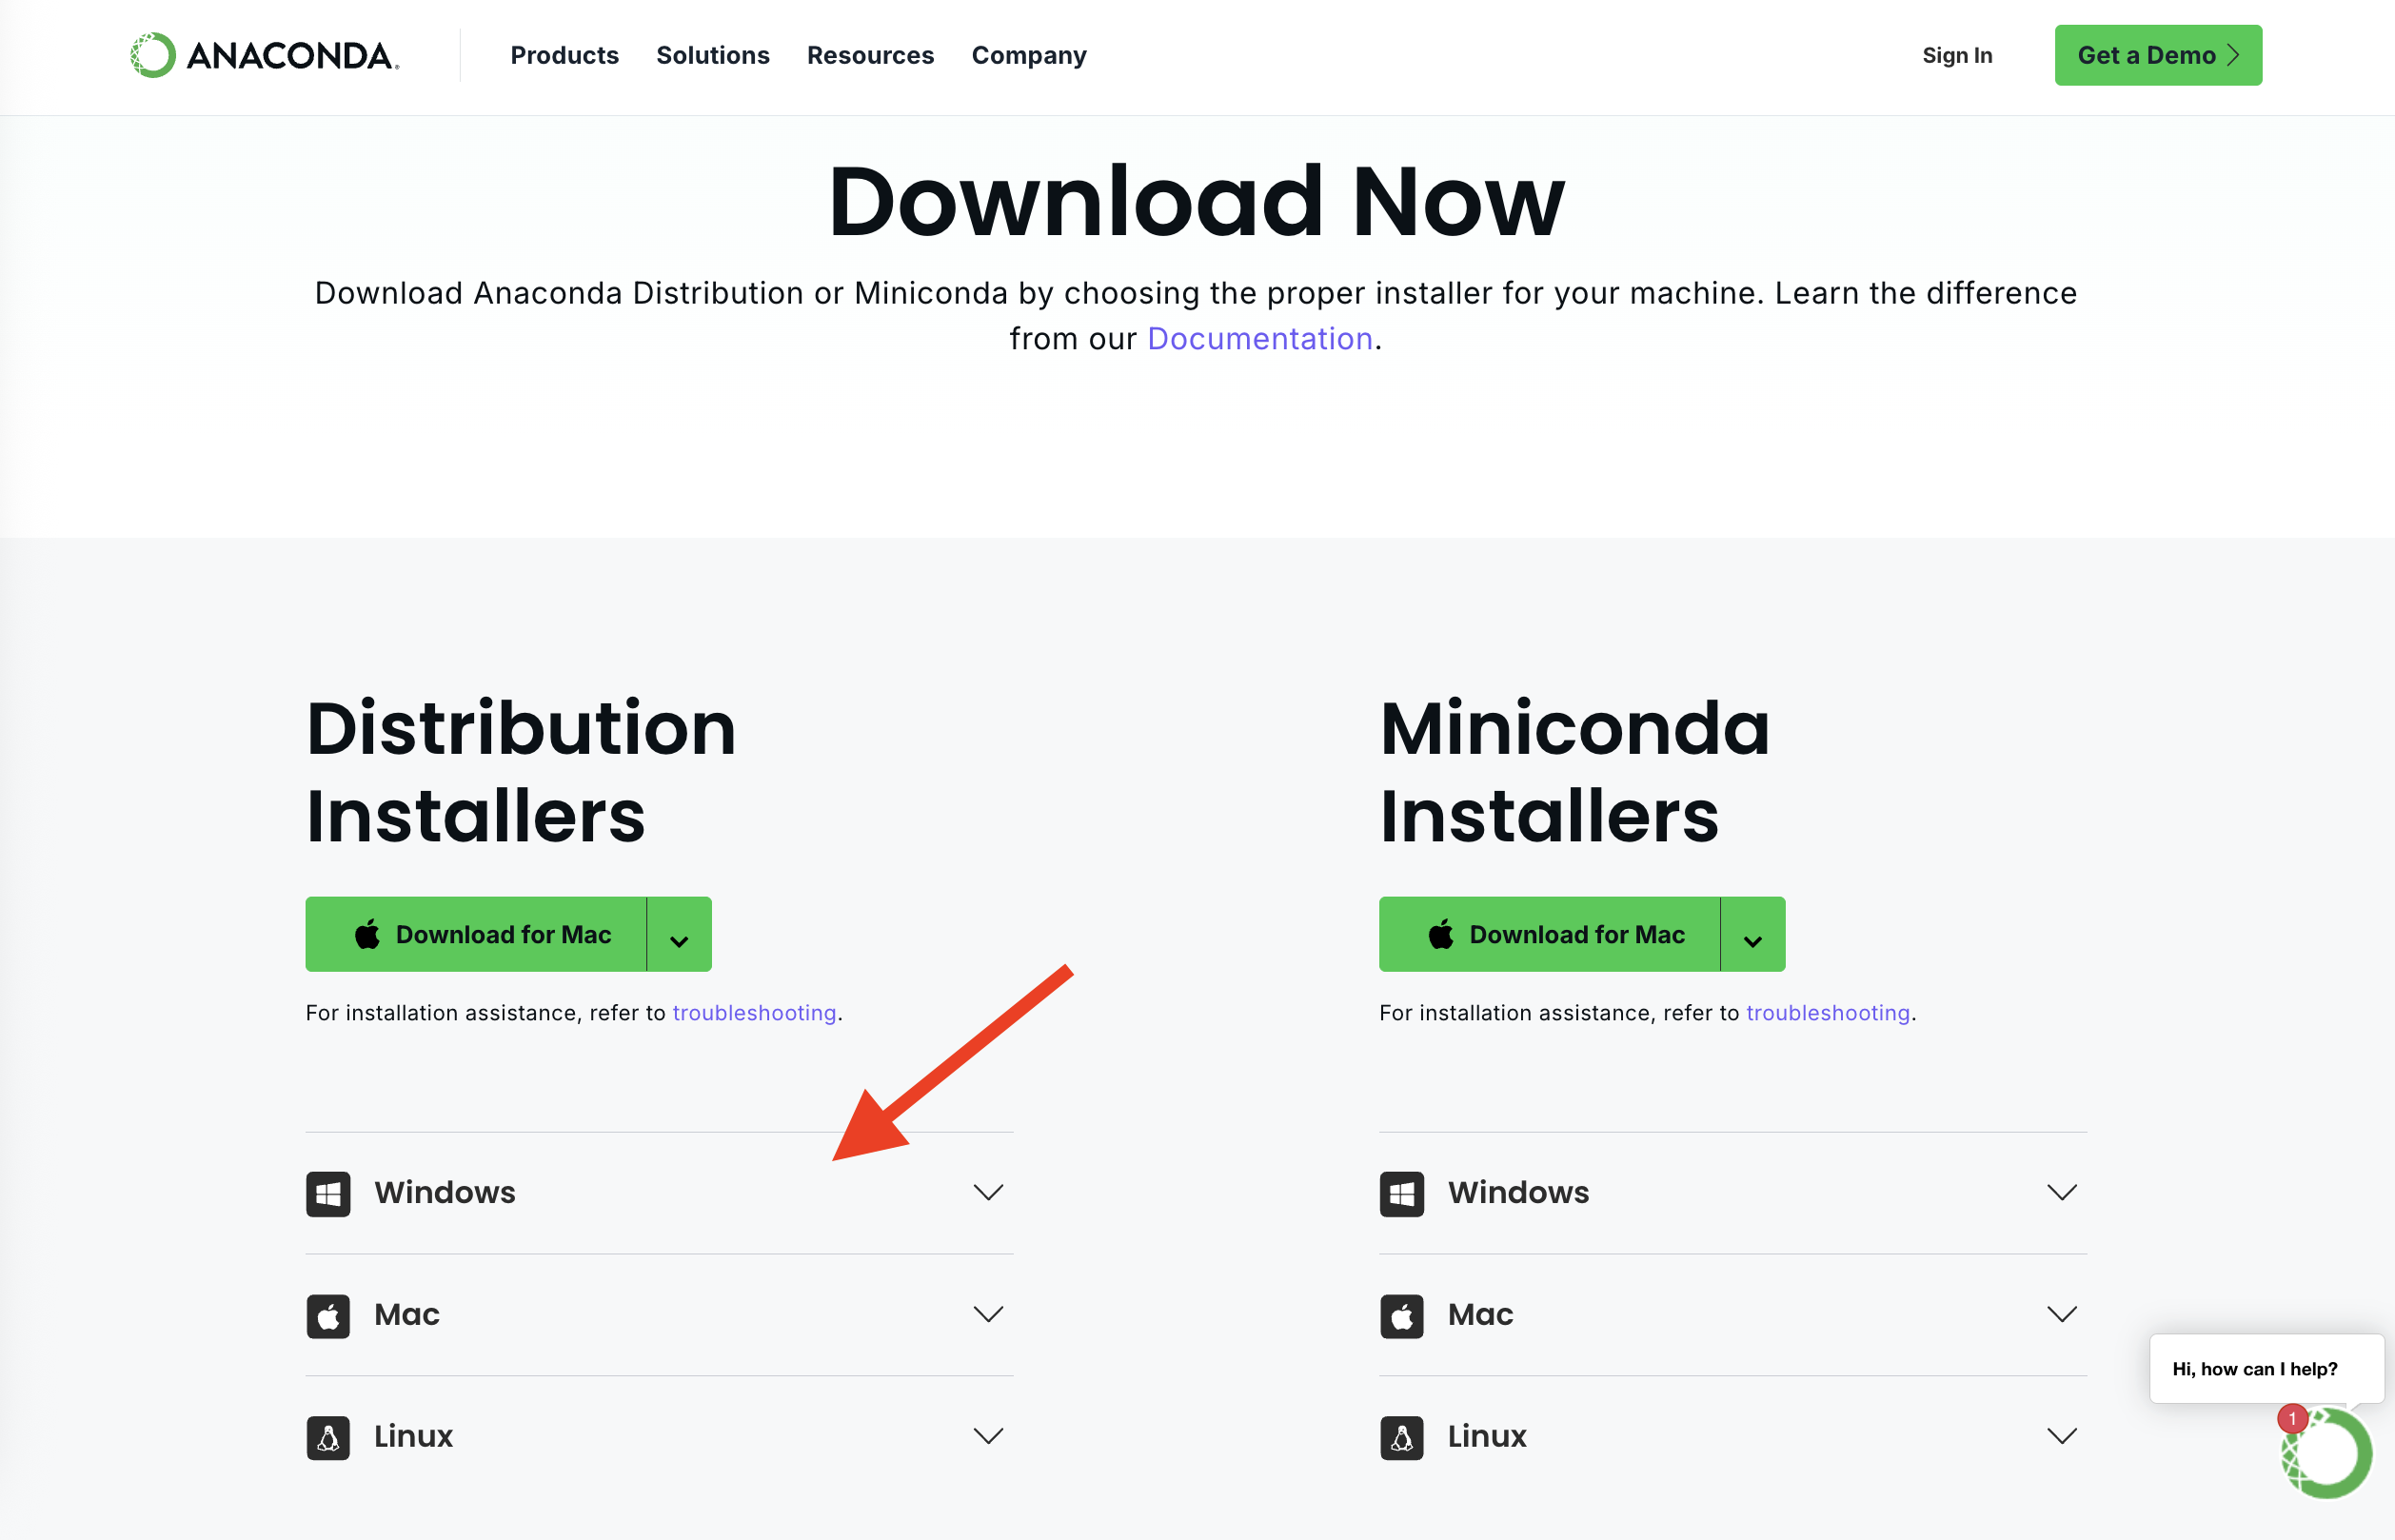 ANACONDA
Products
Solutions
Resources
Company
Sign In
Get a Demo
Download Now
Download Anaconda Distribution or Miniconda by choosing the proper installer for your machine. Learn the difference
from our Documentation.
Distribution
Installers
Download for Mac
For installation assistance, refer to troubleshooting.
Windows
Mac
Linux
Miniconda
Installers
Download for Mac
For installation assistance, refer to troubleshooting.
Windows
Mac
Linux
Hi, how can I help?
1